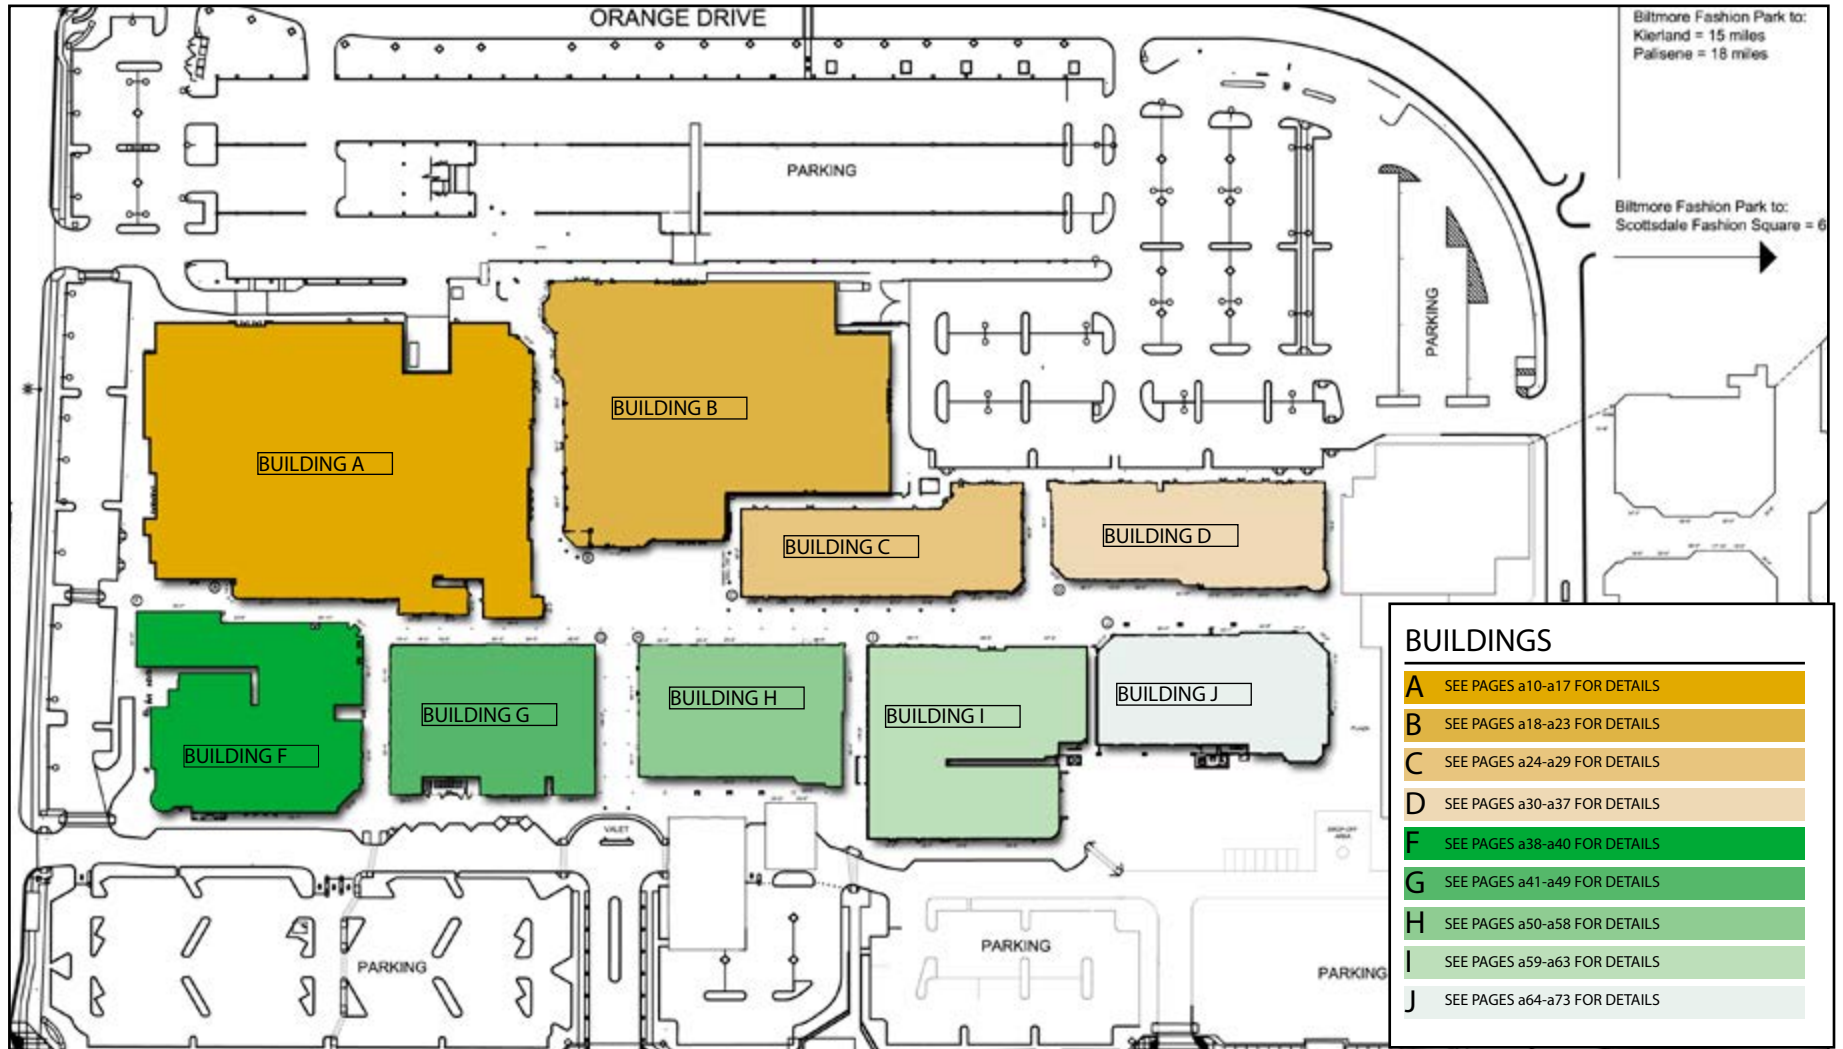 ORANGE DRIVE
Biltmore Fashion Park to:
Kierland = 15 miles
Palisene = 18 miles
PARKING
Biltmore Fashion Park to:
Scottsdale Fashion Square = 6
PARKING
BUILDING A
BUILDING B
BUILDING C
BUILDING D
BUILDING F
BUILDING G
BUILDING H
BUILDING I
BUILDING J
VALET
DROP-OFF
AREA
PARKING
PARKING
PARKING
BUILDINGS
A SEE PAGES a10-a17 FOR DETAILS
B SEE PAGES a18-a23 FOR DETAILS
C SEE PAGES a24-a29 FOR DETAILS
D SEE PAGES a30-a37 FOR DETAILS
F SEE PAGES a38-a40 FOR DETAILS
G SEE PAGES a41-a49 FOR DETAILS
H SEE PAGES a50-a58 FOR DETAILS
I SEE PAGES a59-a63 FOR DETAILS
J SEE PAGES a64-a73 FOR DETAILS